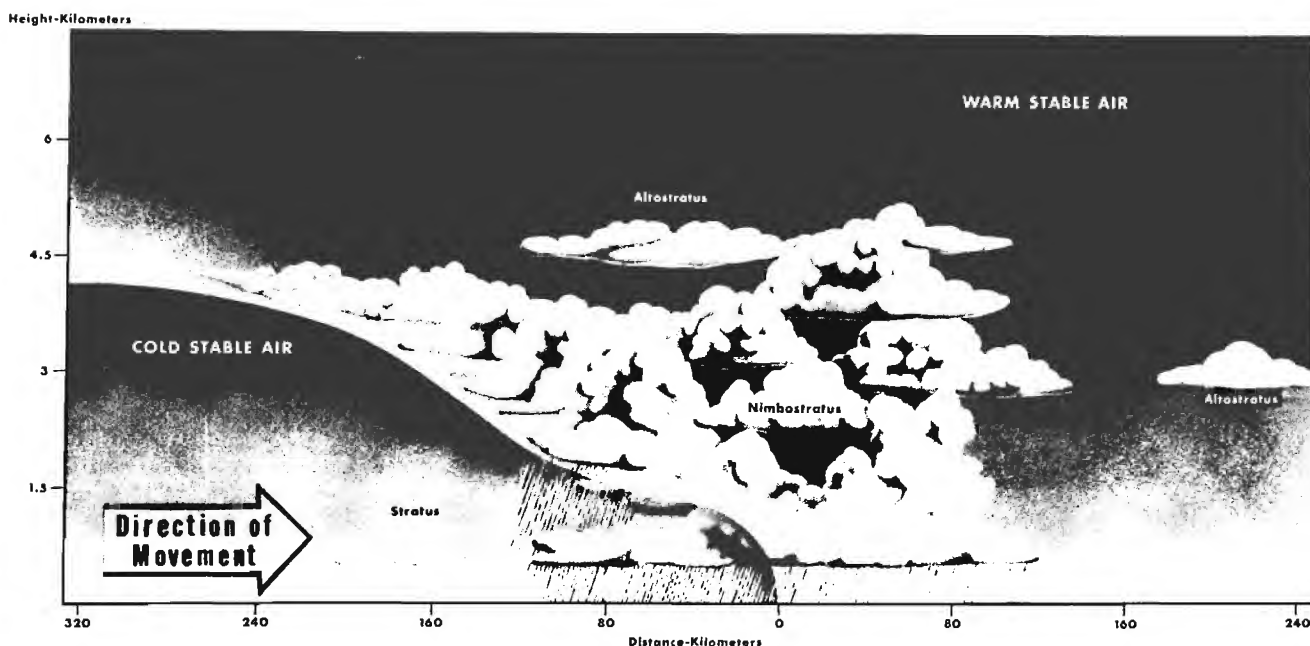 Height-Kilometers
WARM STABLE AIR
6
Altostratus
4.5
COLD STABLE AIR
3
Altostratus
Nimbostratus
1.5
Stratus
Direction of
Movement
320 240 160 80 0 80 160 240
Distance-Kilometers